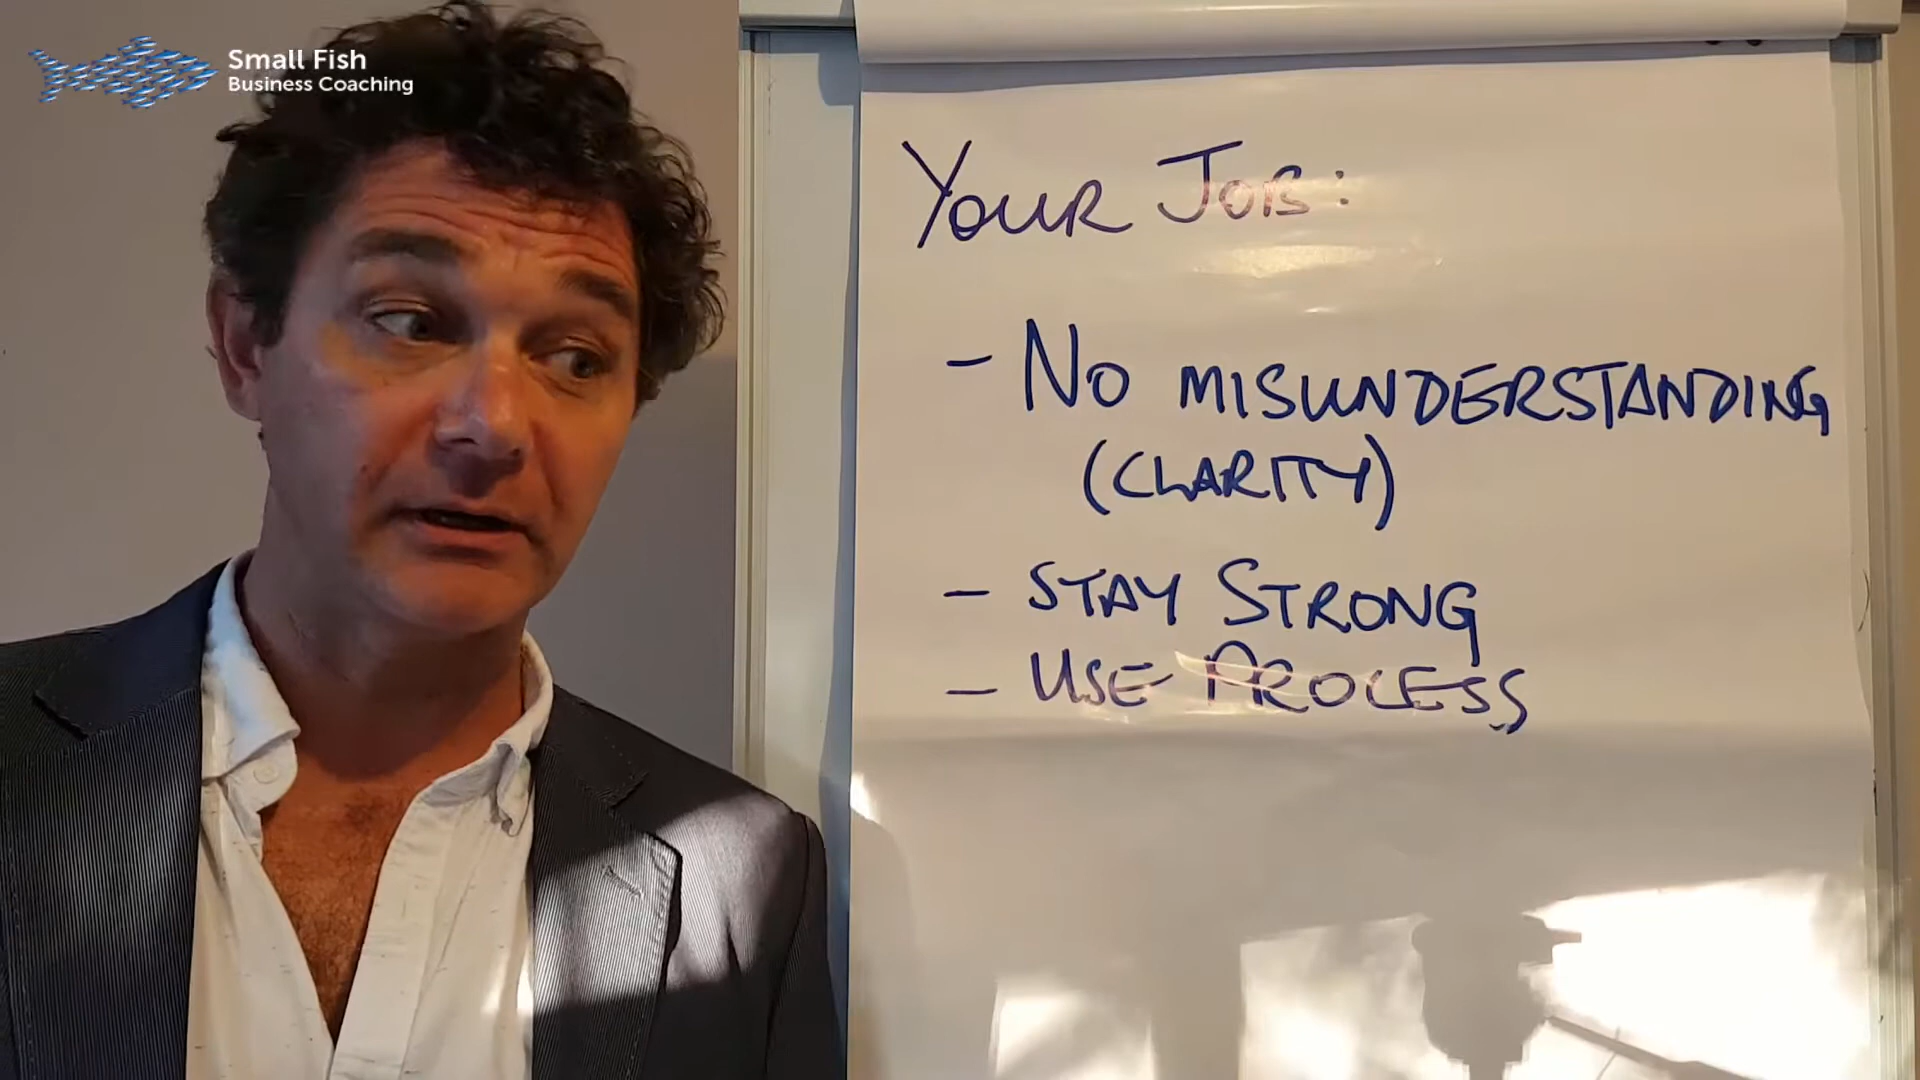 Small Fish
Business Coaching
YOUR JOB:
- NO MISUNDERSTANDING
(CLARITY)
- STAY STRONG
- USE PROCESS